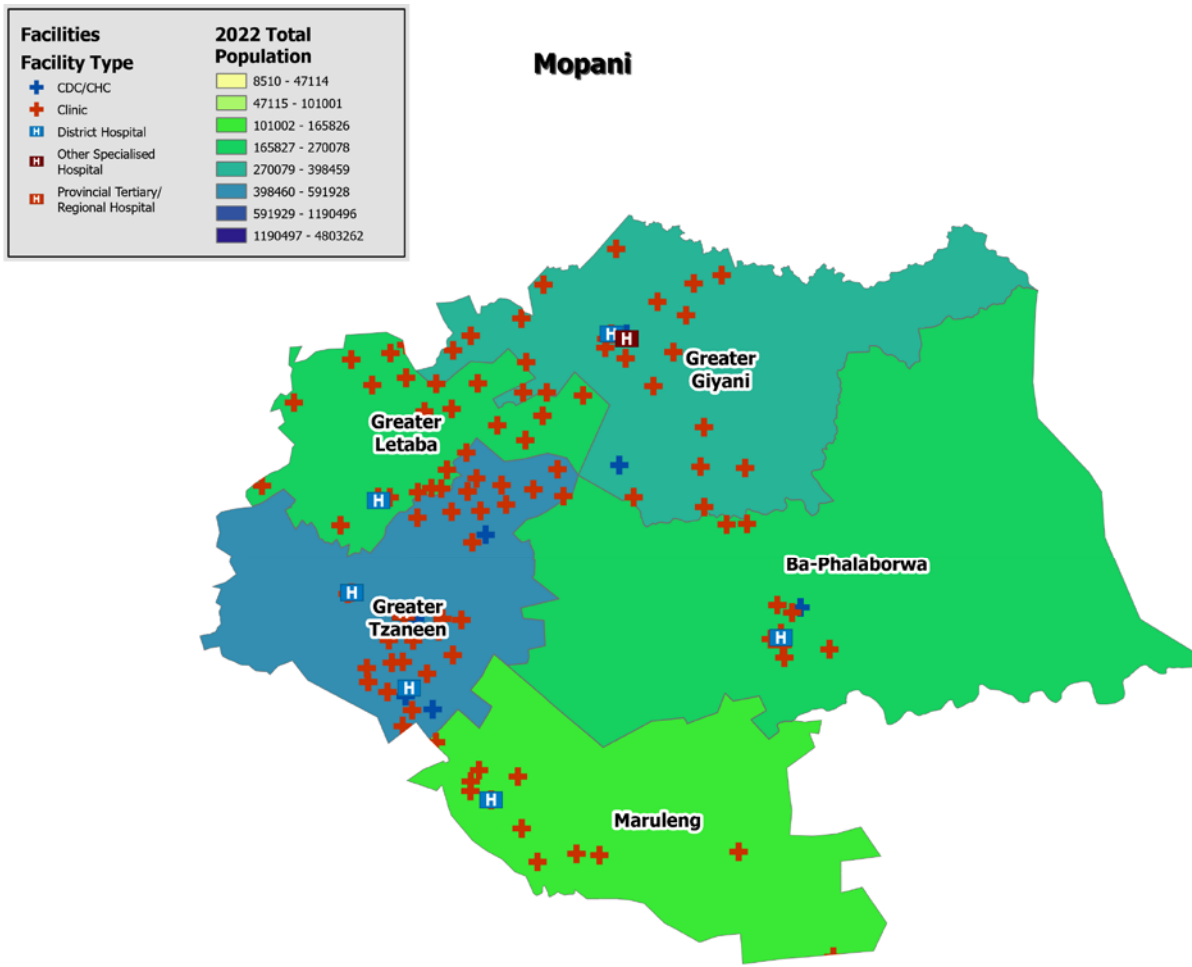 Mopani
Facilities
Facility Type
CDC/CHC
Clinic
District Hospital
Other Specialised
Hospital
Provincial Tertiary/
Regional Hospital
2022 Total
Population
8510 - 47114
47115 - 101001
101002 - 165826
165827 - 270078
270079 - 398459
398460 - 591928
591929 - 1190496
1190497 - 4803262
H
H
H
H
H
Greater
Giyani
Greater
Letaba
H
Ba-Phalaborwa
H
Greater
Tzaneen
H
H
H
Maruleng